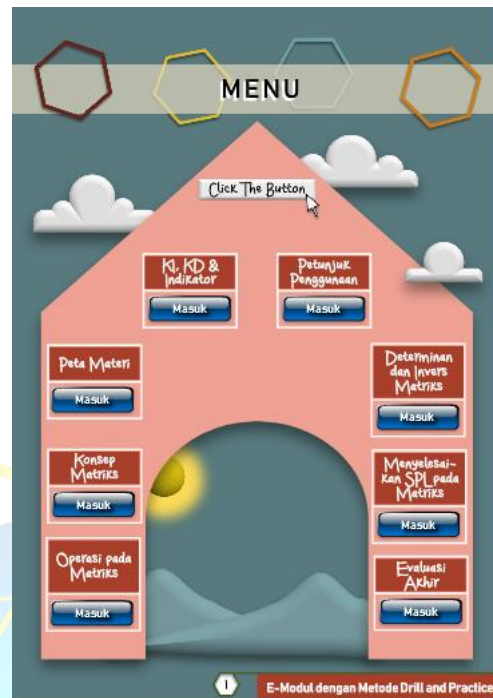 MENU
Click The Button
KI, KD &
Indikator
Masuk
Petunjuk
Penggunaan
Masuk
Peta Materi
Masuk
Determinan
dan Invers
Matriks
Masuk
Konsep
Matriks
Masuk
Menyelesai-
kan SPL pada
Matriks
Masuk
Operasi pada
Matriks
Masuk
Evaluasi
Akhir
Masuk
1
E-Modul dengan Metode Drill and Practice